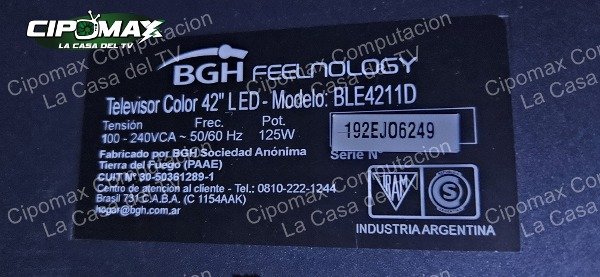 CIPOMAX
LA CASA DEL TV
Cipomax Computacion
La Casa del TV
BGH FEELNOLOGY
Televisor Color 42" LED - Modelo: BLE4211D
Tensión Frec. Pot.
100 - 240VCA ~ 50/60 Hz 125W
192EJ06249
Serie Nº
Fabricado por BGH Sociedad Anónima
Tierra del Fuego (PAAE)
CUIT Nº 30-50361289-1
Centro de atención al cliente - Tel.: 0810-222-1244
Brasil 731 C.A.B.A. (C 1154AAK)
hogar@bgh.com.ar
IRAM
S
INDUSTRIA ARGENTINA